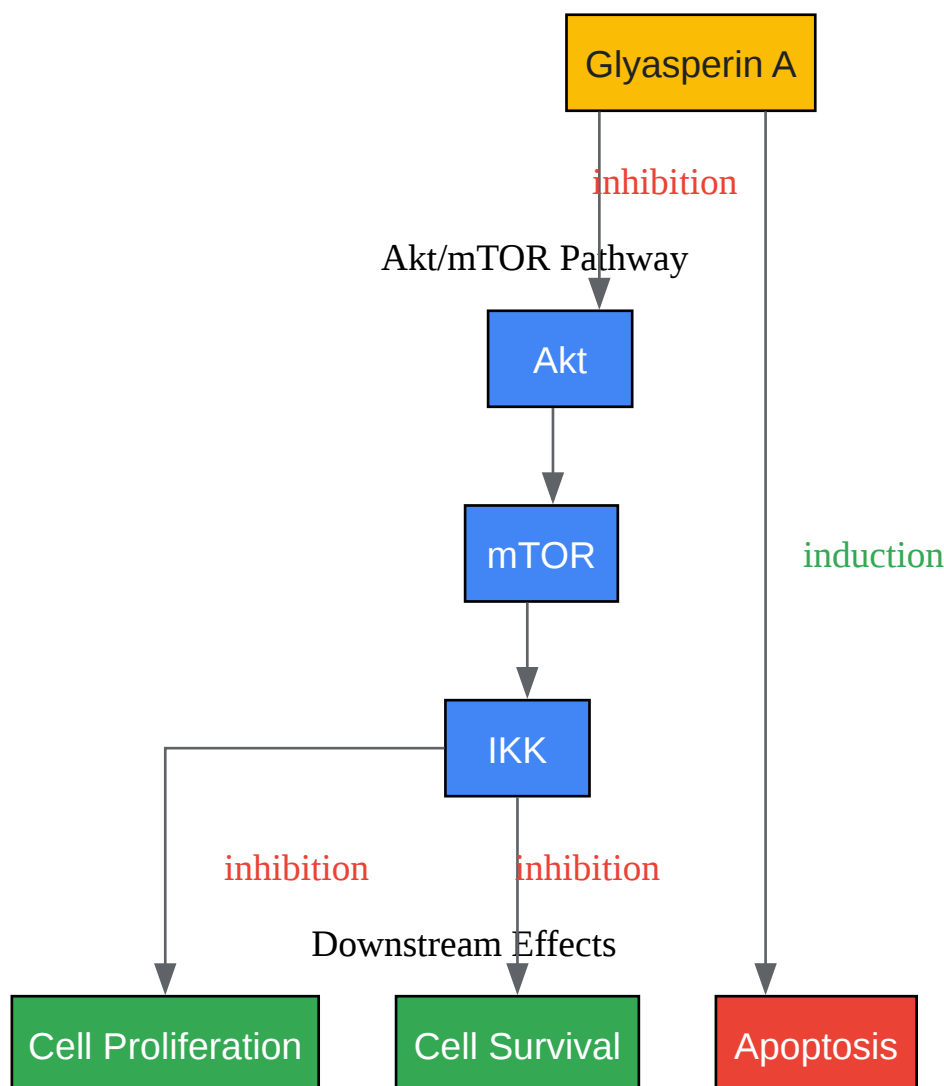 Glyasperin A
inhibition
Akt/mTOR Pathway
Akt
mTOR
induction
IKK
inhibition
inhibition
Downstream Effects
Cell Proliferation
Cell Survival
Apoptosis